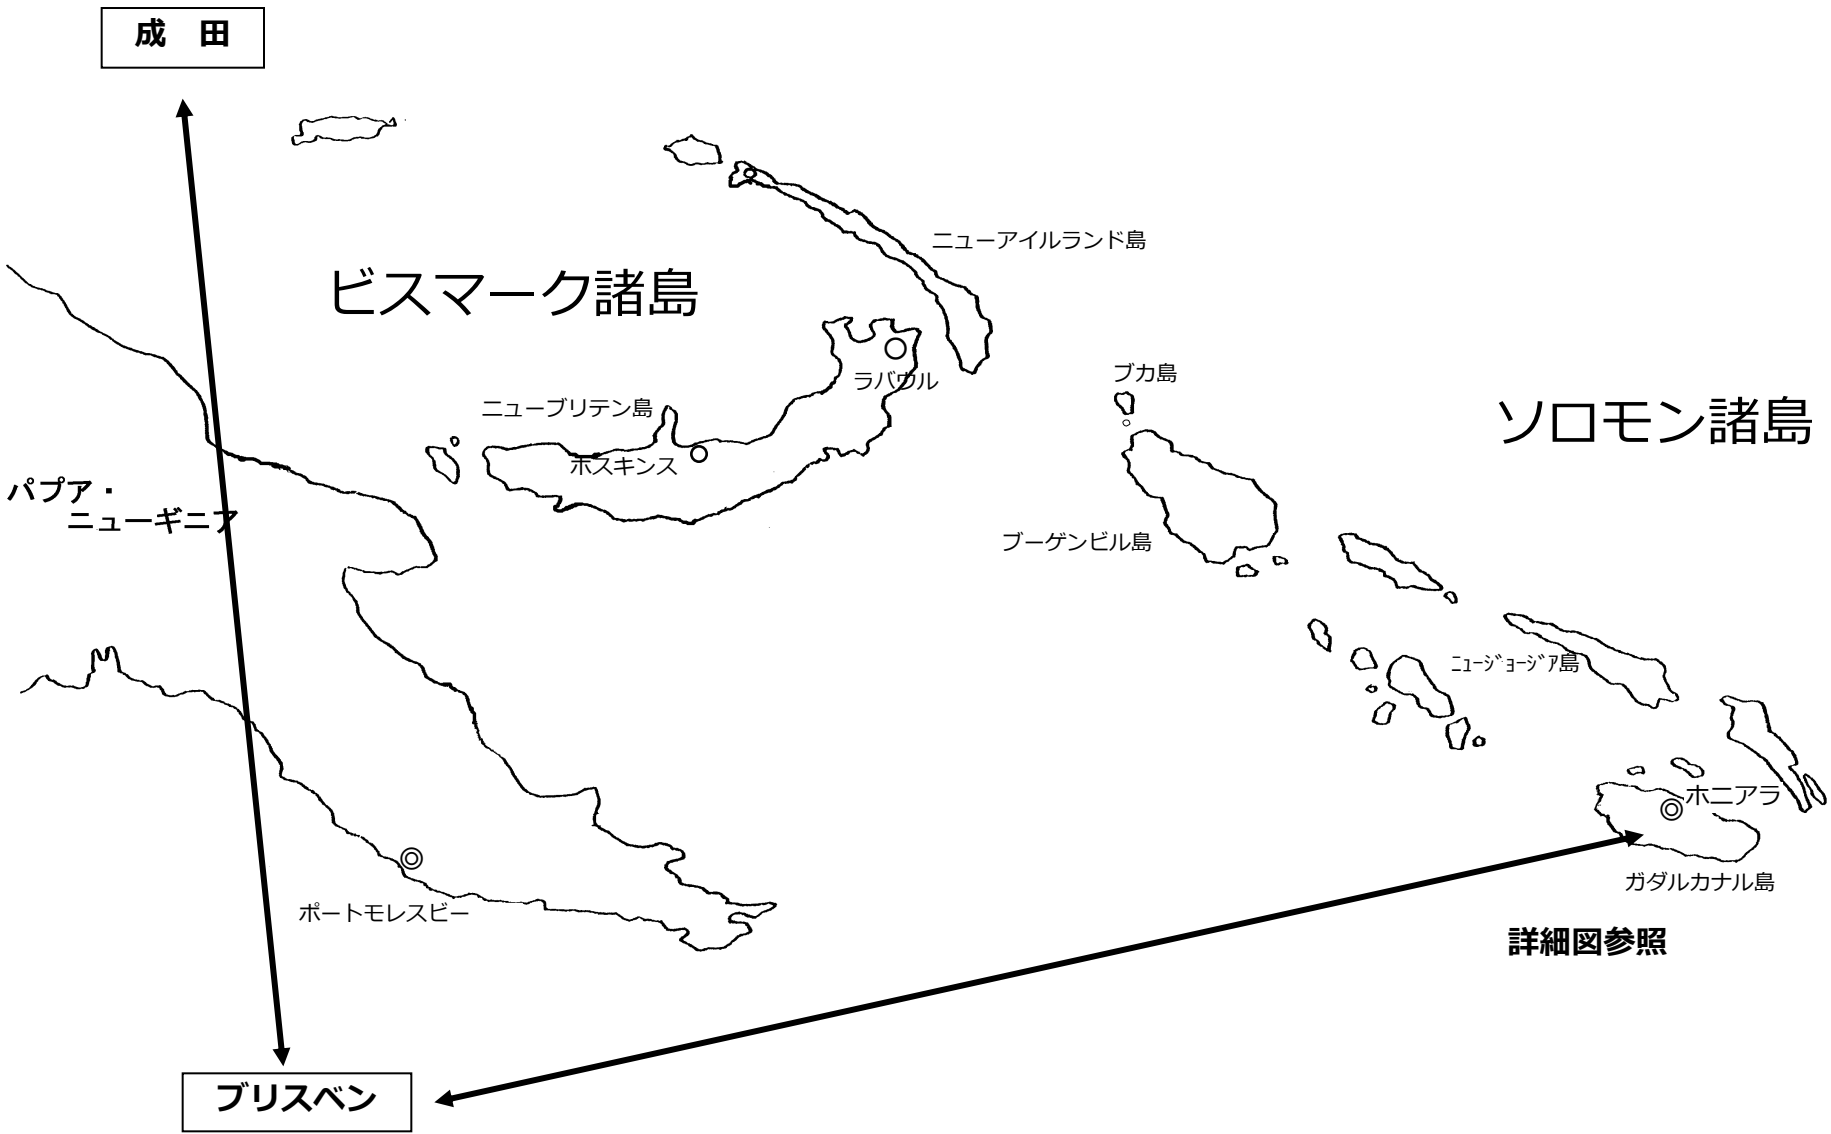 成　田
ニューアイルランド島
ビスマーク諸島
ラバウル
ブカ島
ニューブリテン島
ソロモン諸島
ホスキンス
パプア・
ニューギニア
ブーゲンビル島
ﾆｭｰｼﾞｮｰｼﾞｱ島
ホニアラ
ガダルカナル島
ポートモレスビー
詳細図参照
ブリスベン